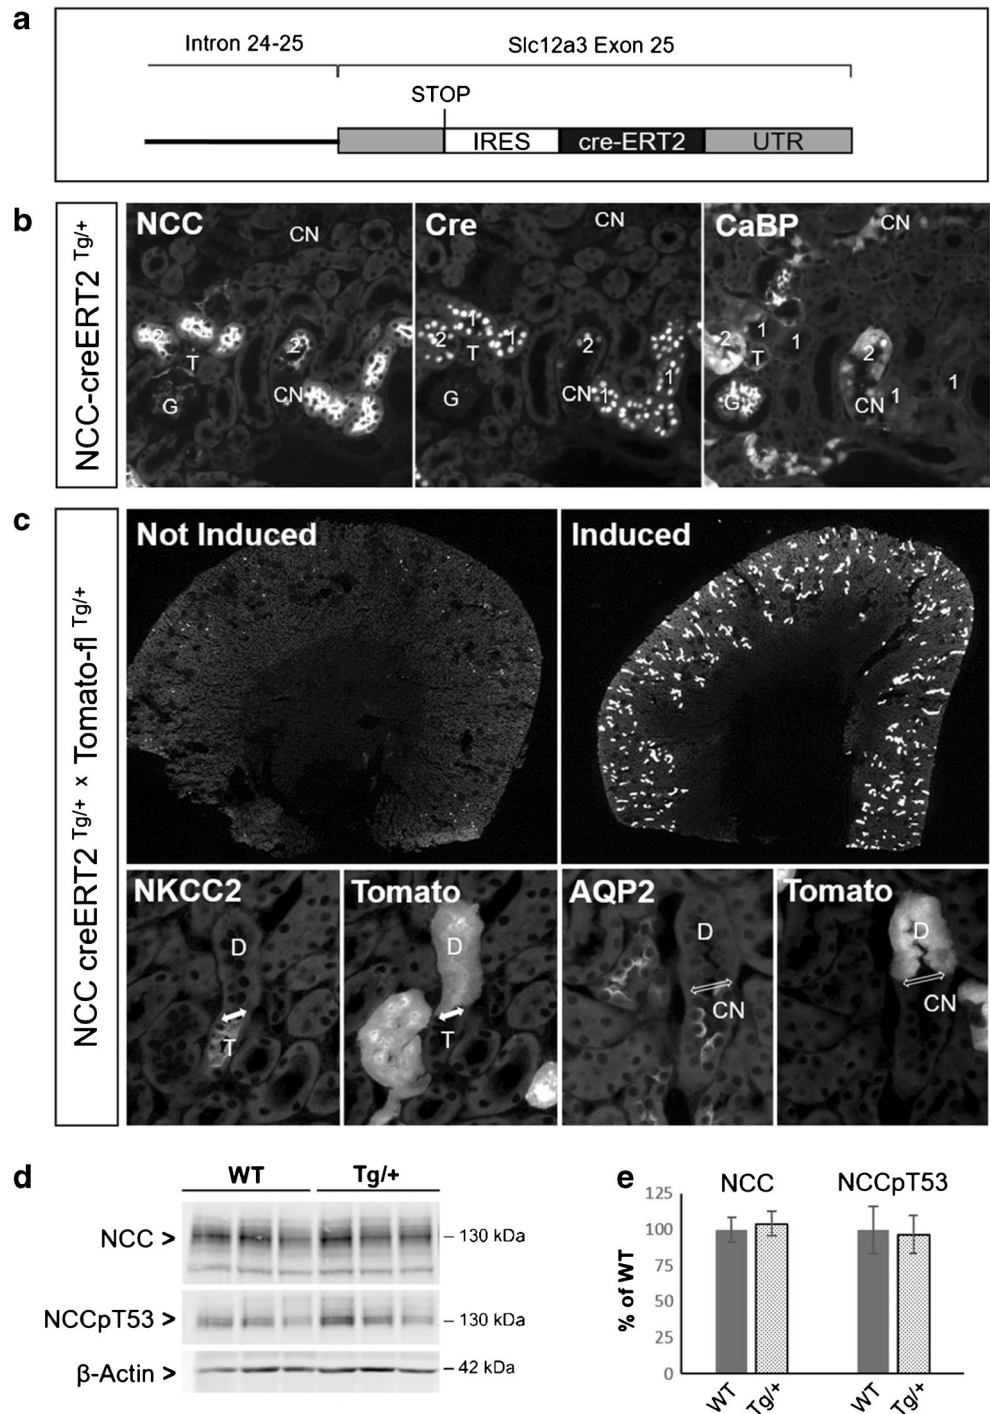 a
Intron 24-25
Slc12a3 Exon 25
STOP
IRES
cre-ERT2
UTR
b
NCC-creERT2 Tg/+
NCC
CN
2
2
T
G
CN
Cre
CN
1
2
1
T
2
1
G
CN
1
CaBP
CN
2
1
1
T
2
1
G
CN
1
c
NCC creERT2 Tg/+ x Tomato-fl Tg/+
Not Induced
Induced
NKCC2
D
T
Tomato
D
T
AQP2
D
CN
Tomato
D
CN
d
WT
Tg/+
NCC >
– 130 kDa
NCCpT53 >
– 130 kDa
β-Actin >
– 42 kDa
e
NCC
NCCpT53
% of WT
125
100
75
50
25
0
WT
Tg/+
WT
Tg/+